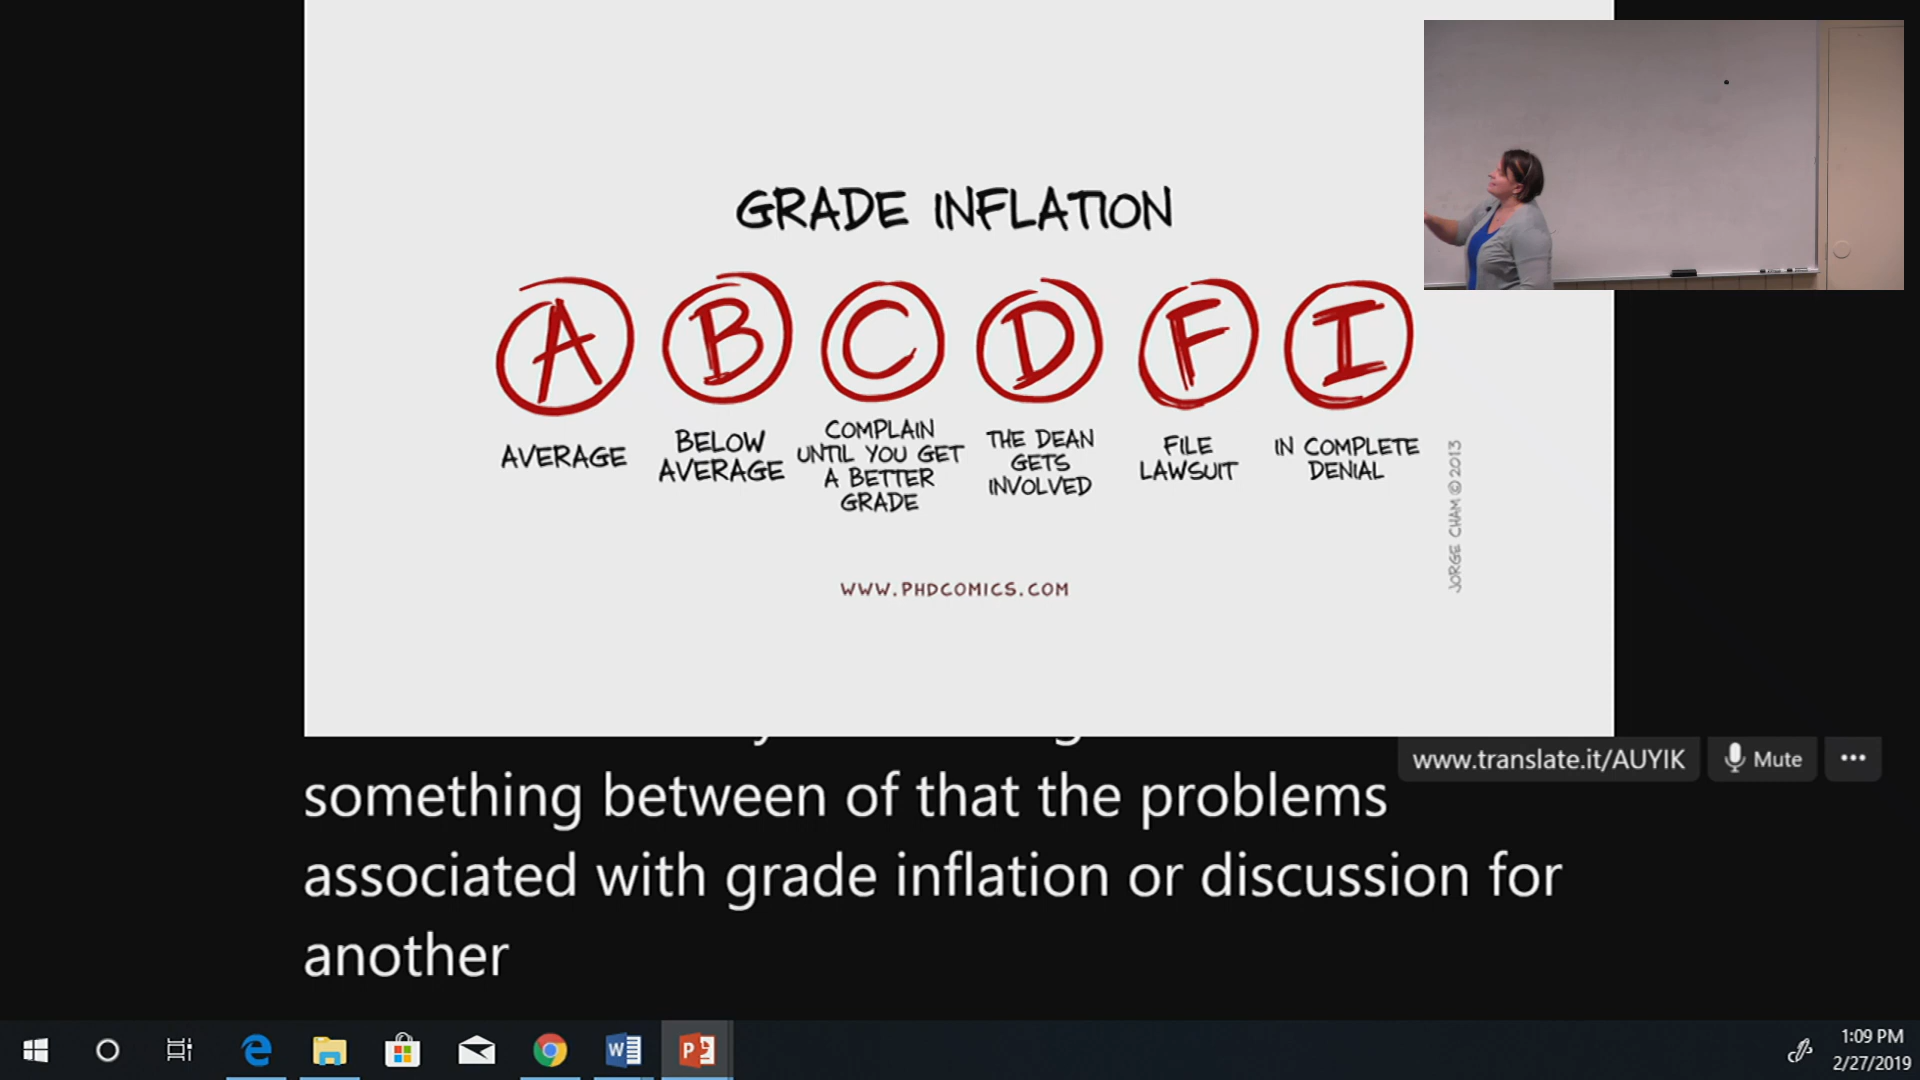 GRADE INFLATION
A B C D F I
AVERAGE
BELOW
AVERAGE
COMPLAIN
UNTIL YOU GET
A BETTER
GRADE
THE DEAN
GETS
INVOLVED
FILE
LAWSUIT
IN COMPLETE
DENIAL
JORGE CHAM © 2013
WWW.PHDCOMICS.COM
www.translate.it/AUYIK
Mute
something between of that the problems
associated with grade inflation or discussion for
another
1:09 PM
2/27/2019